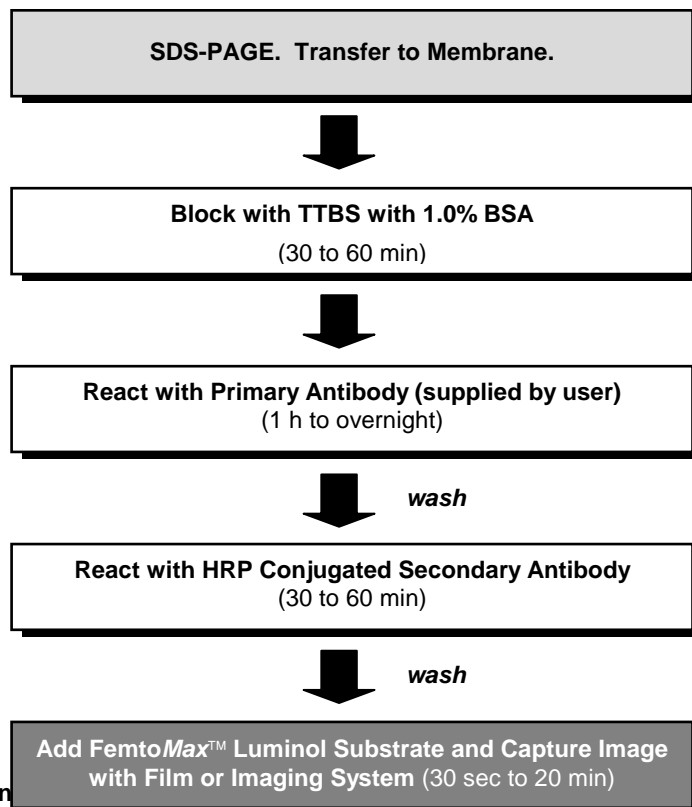 SDS-PAGE.  Transfer to Membrane.
Block with TTBS with 1.0% BSA
(30 to 60 min)
React with Primary Antibody (supplied by user)
(1 h to overnight)
wash
React with HRP Conjugated Secondary Antibody
(30 to 60 min)
wash
Add FemtoMax™ Luminol Substrate and Capture Image
with Film or Imaging System (30 sec to 20 min)
n